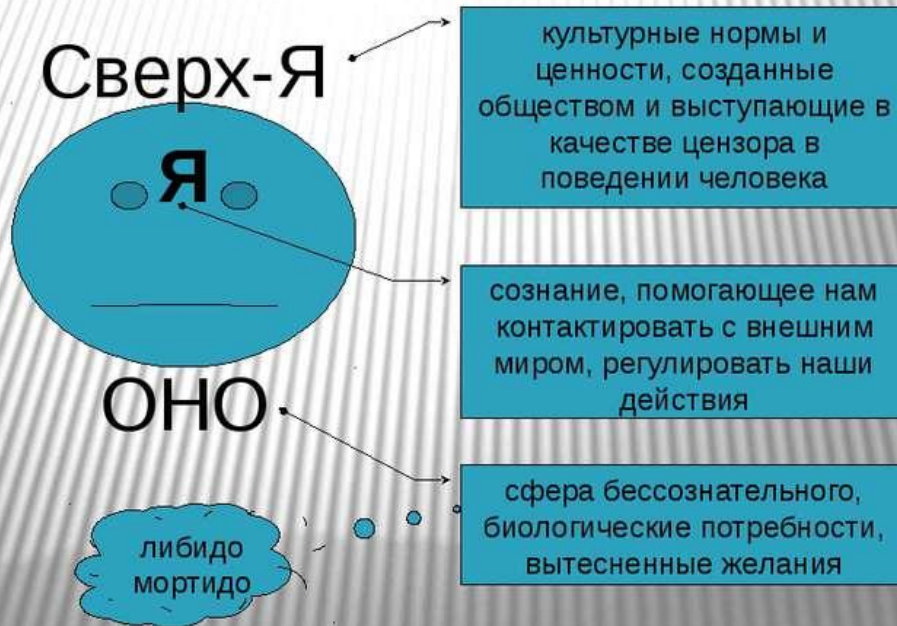 Сверх-Я
культурные нормы и
ценности, созданные
обществом и выступающие в
качестве цензора в
поведении человека
Я
сознание, помогающее нам
контактировать с внешним
миром, регулировать наши
действия
ОНО
сфера бессознательного,
биологические потребности,
вытесненные желания
либидо
мортидо